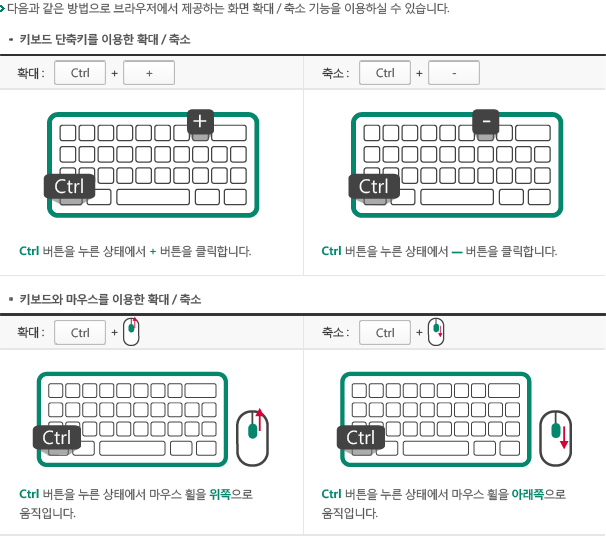 다음과 같은 방법으로 브라우저에서 제공하는 화면 확대 / 축소 기능을 이용하실 수 있습니다.
키보드 단축키를 이용한 확대 / 축소
확대 : Ctrl + +
축소 : Ctrl + -
+
-
Ctrl
Ctrl
Ctrl 버튼을 누른 상태에서 + 버튼을 클릭합니다.
Ctrl 버튼을 누른 상태에서 — 버튼을 클릭합니다.
키보드와 마우스를 이용한 확대 / 축소
확대 : Ctrl +
축소 : Ctrl +
Ctrl
Ctrl
Ctrl 버튼을 누른 상태에서 마우스 휠을 위쪽으로
움직입니다.
Ctrl 버튼을 누른 상태에서 마우스 휠을 아래쪽으로
움직입니다.